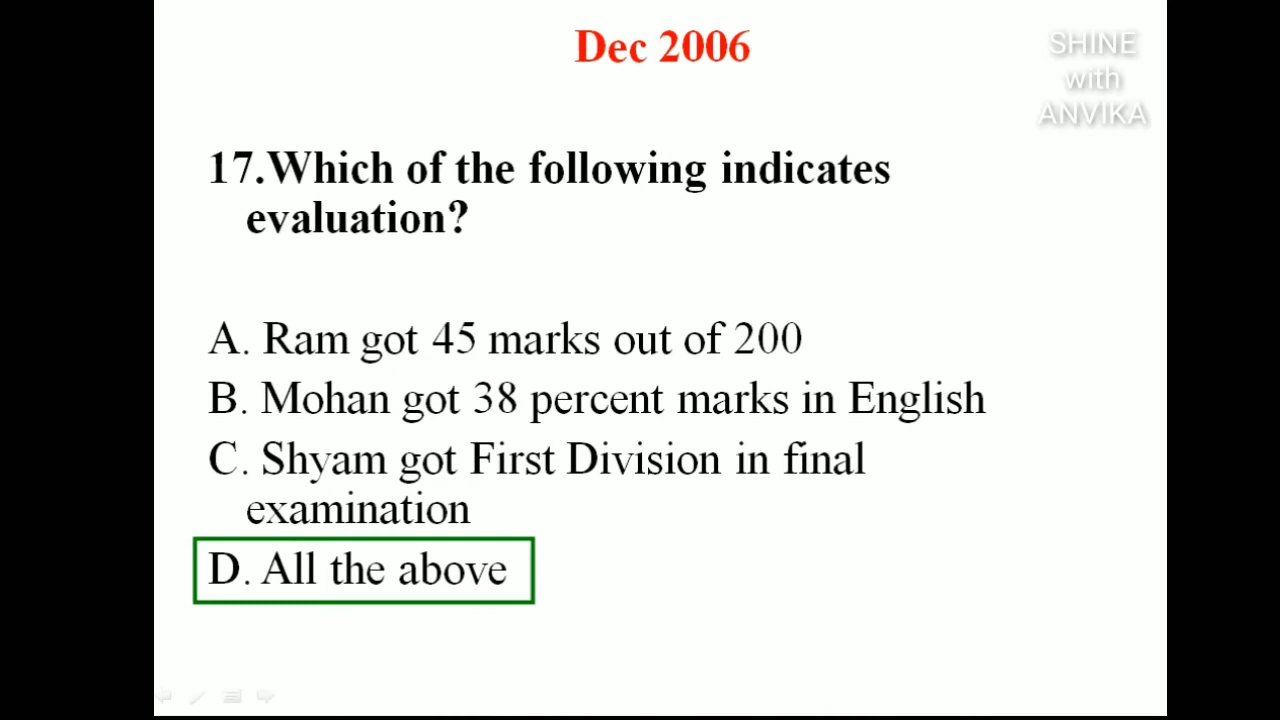 Dec 2006
SHINE
with
ANVIKA
17.Which of the following indicates
evaluation?
A. Ram got 45 marks out of 200
B. Mohan got 38 percent marks in English
C. Shyam got First Division in final
examination
D. All the above